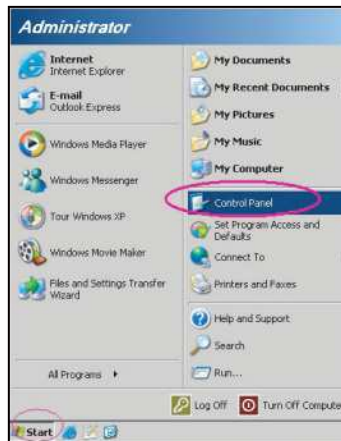 Administrator
Internet
Internet Explorer
E-mail
Outlook Express
Windows Media Player
Windows Messenger
Tour Windows XP
Windows Movie Maker
Files and Settings Transfer
Wizard
All Programs
My Documents
My Recent Documents
My Pictures
My Music
My Computer
Control Panel
Set Program Access and
Defaults
Connect To
Printers and Faxes
Help and Support
Search
Run...
Log Off
Turn Off Compute
Start